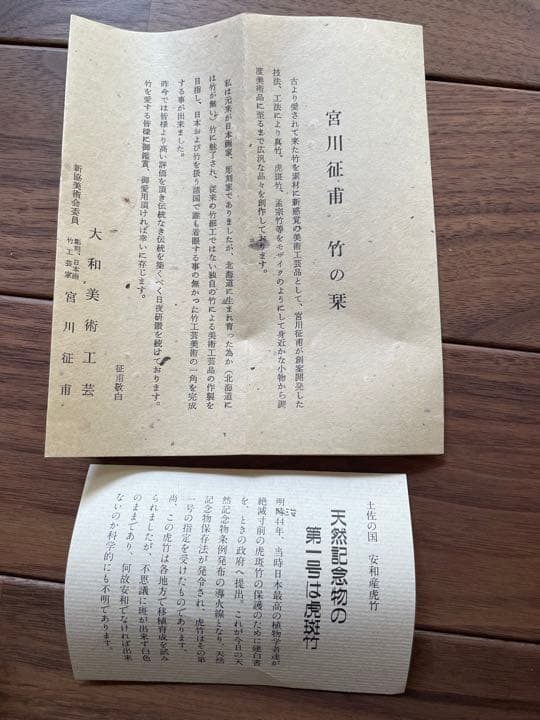 宮川征甫 竹の栞
古より愛されて来た竹を素材に新感覚の美術工芸品として、宮川征甫が創案開発した
技法、工法により真竹、虎斑竹、孟宗竹等をモザイクのようにして身近かな小物から調
度美術品に至るまで広汎な品々を創作しております。
私は元来が日本画家、彫刻家でありましたが、北海道に生まれ育った為か(北海道に
は竹が無い)竹に魅了され、従来の竹細工ではない独自の竹による美術工芸品の作製を
目指し、日本および竹を扱う諸国で誰も着眼する事の無かった竹工芸美術の一角を完成
する事が出来ました。
昨今では皆様より高い評価を頂き伝統なき伝統を築くべく日夜研鑽を続けております。
竹を愛する皆様に御鑑賞、御愛用頂ければ幸いに存じます。
征甫敬白
大和美術工芸
新協美術会委員 彫刻、日本画 竹工芸家 宮川征甫
土佐の国 安和産虎竹
天然記念物の
第一号は虎斑竹
明治44年、当時日本最高の植物学者達が
絶滅寸前の虎斑竹の保護のために建白書
を、ときの政府へ提出。これが今日の天
然記念物条例発布の導火線となり、天然
記念物保存法が発令され、虎竹はその第
一号の指定を受けたものであります。
尚、この虎竹は各地方で移植育成を試み
られましたが、不思議に斑が出来ず白色
のままであり、何故安和でなければ出来
ないのか科学的にも不明であります。